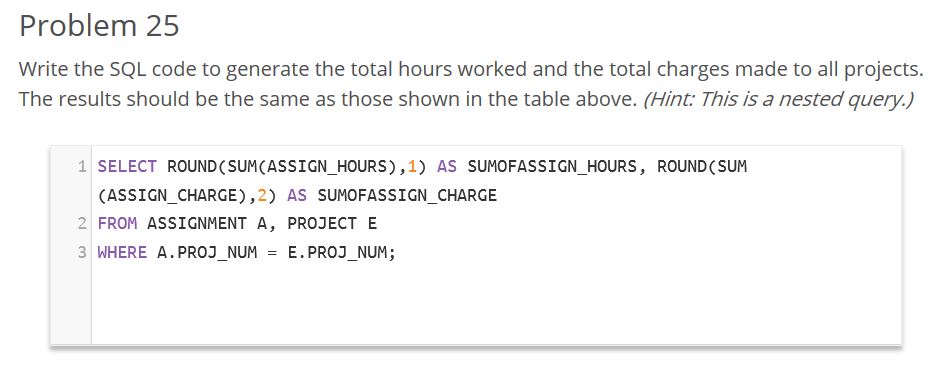 Problem 25
Write the SQL code to generate the total hours worked and the total charges made to all projects.
The results should be the same as those shown in the table above. (Hint: This is a nested query.)
1 SELECT ROUND(SUM(ASSIGN_HOURS),1) AS SUMOFASSIGN_HOURS, ROUND(SUM
(ASSIGN_CHARGE),2) AS SUMOFASSIGN_CHARGE
2 FROM ASSIGNMENT A, PROJECT E
3 WHERE A.PROJ_NUM = E.PROJ_NUM;